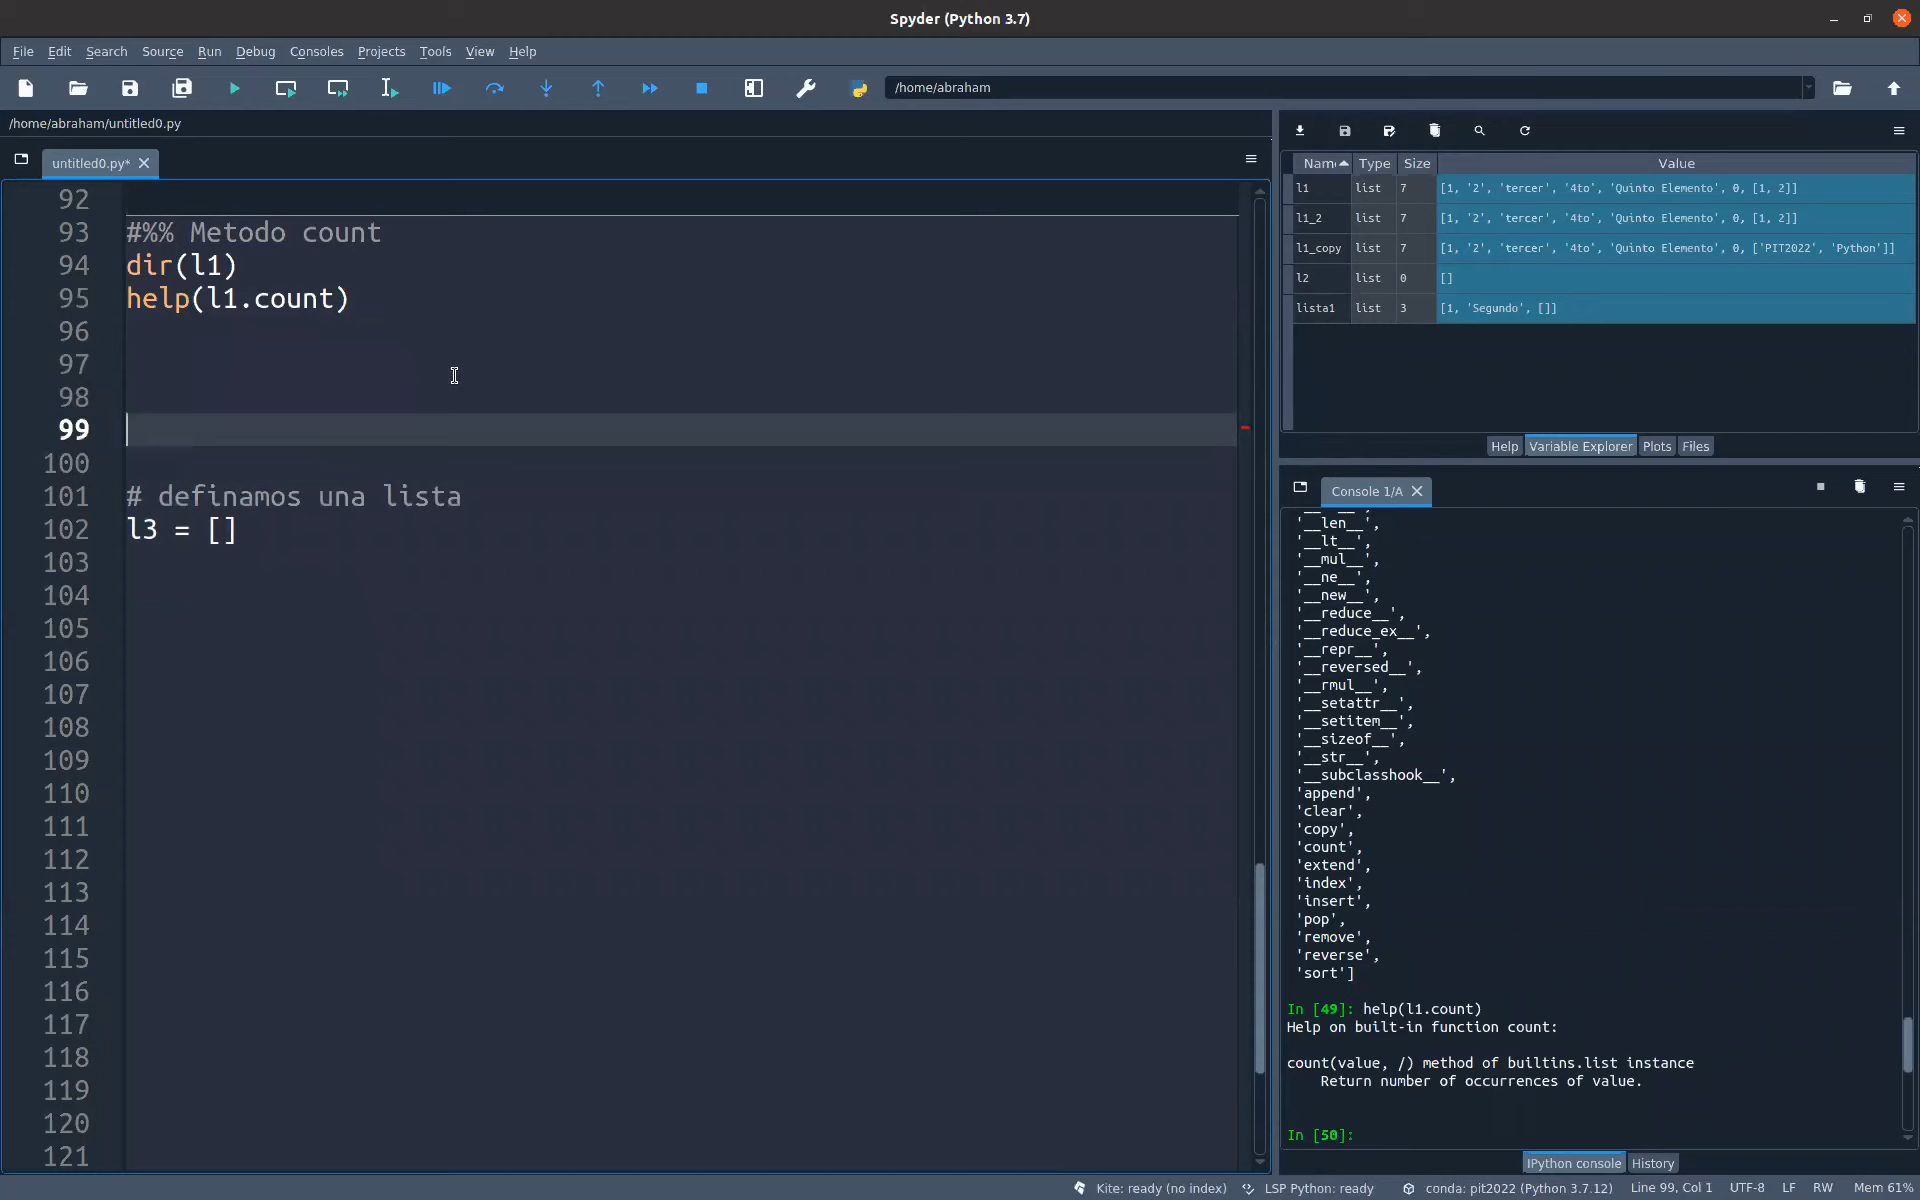 Spyder (Python 3.7)
File Edit Search Source Run Debug Consoles Projects Tools View Help
/home/abraham
/home/abraham/untitled0.py
untitled0.py*
92
93 #%% Metodo count
94 dir(l1)
95 help(l1.count)
96
97
98
99
100
101 # definamos una lista
102 l3 = []
103
104
105
106
107
108
109
110
111
112
113
114
115
116
117
118
119
120
121
Name Type Size Value
l1 list 7 [1, '2', 'tercer', '4to', 'Quinto Elemento', 0, [1, 2]]
l1_2 list 7 [1, '2', 'tercer', '4to', 'Quinto Elemento', 0, [1, 2]]
l1_copy list 7 [1, '2', 'tercer', '4to', 'Quinto Elemento', 0, ['PIT2022', 'Python']]
l2 list 0 []
lista1 list 3 [1, 'Segundo', []]
Help Variable Explorer Plots Files
Console 1/A
'__len__',
'__lt__',
'__mul__',
'__ne__',
'__new__',
'__reduce__',
'__reduce_ex__',
'__repr__',
'__reversed__',
'__rmul__',
'__setattr__',
'__setitem__',
'__sizeof__',
'__str__',
'__subclasshook__',
'append',
'clear',
'copy',
'count',
'extend',
'index',
'insert',
'pop',
'remove',
'reverse',
'sort']
In [49]: help(l1.count)
Help on built-in function count:
count(value, /) method of builtins.list instance
Return number of occurrences of value.
In [50]:
IPython console History
Kite: ready (no index) LSP Python: ready conda: pit2022 (Python 3.7.12) Line 99, Col 1 UTF-8 LF RW Mem 61%